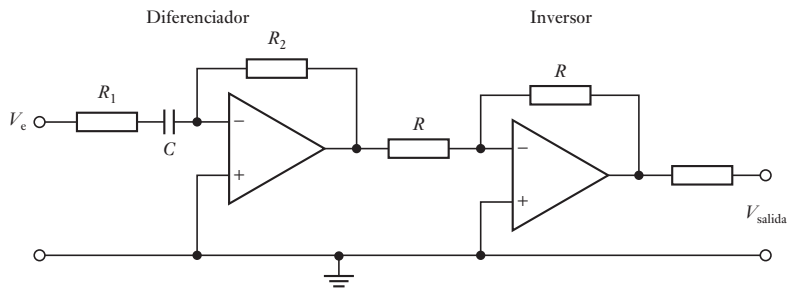 Diferenciador
Inversor
R2
R
R1
Ve
C
R
−
+
−
+
Vsalida